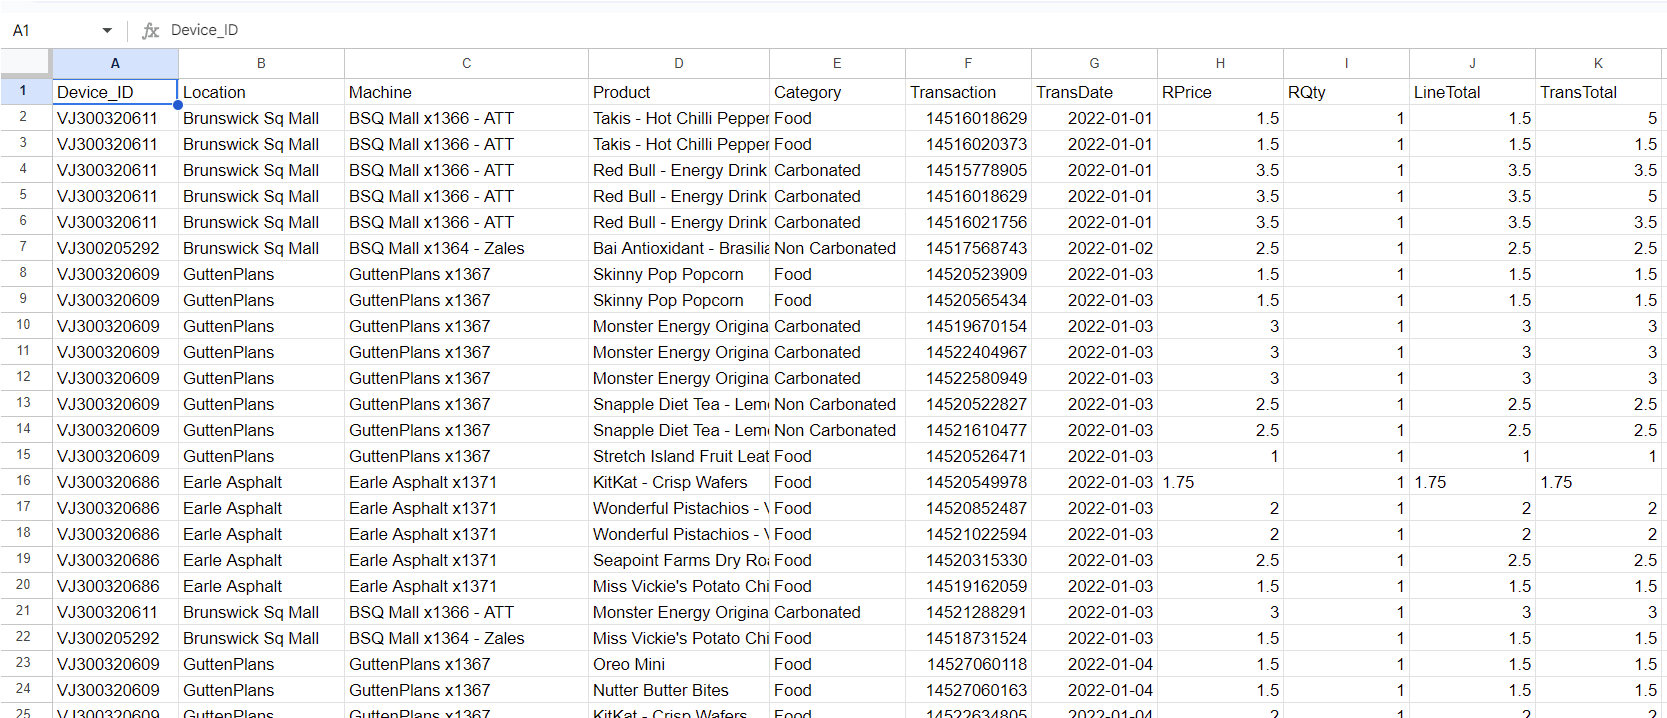 A1 fx Device_ID
A B C D E F G H I J K
1 Device_ID Location Machine Product Category Transaction TransDate RPrice RQty LineTotal TransTotal
2 VJ300320611 Brunswick Sq Mall BSQ Mall x1366 - ATT Takis - Hot Chilli Pepper Food 14516018629 2022-01-01 1.5 1 1.5 5
3 VJ300320611 Brunswick Sq Mall BSQ Mall x1366 - ATT Takis - Hot Chilli Pepper Food 14516020373 2022-01-01 1.5 1 1.5 1.5
4 VJ300320611 Brunswick Sq Mall BSQ Mall x1366 - ATT Red Bull - Energy Drink Carbonated 14515778905 2022-01-01 3.5 1 3.5 3.5
5 VJ300320611 Brunswick Sq Mall BSQ Mall x1366 - ATT Red Bull - Energy Drink Carbonated 14516018629 2022-01-01 3.5 1 3.5 5
6 VJ300320611 Brunswick Sq Mall BSQ Mall x1366 - ATT Red Bull - Energy Drink Carbonated 14516021756 2022-01-01 3.5 1 3.5 3.5
7 VJ300205292 Brunswick Sq Mall BSQ Mall x1364 - Zales Bai Antioxidant - Brasilia Non Carbonated 14517568743 2022-01-02 2.5 1 2.5 2.5
8 VJ300320609 GuttenPlans GuttenPlans x1367 Skinny Pop Popcorn Food 14520523909 2022-01-03 1.5 1 1.5 1.5
9 VJ300320609 GuttenPlans GuttenPlans x1367 Skinny Pop Popcorn Food 14520565434 2022-01-03 1.5 1 1.5 1.5
10 VJ300320609 GuttenPlans GuttenPlans x1367 Monster Energy Origina Carbonated 14519670154 2022-01-03 3 1 3 3
11 VJ300320609 GuttenPlans GuttenPlans x1367 Monster Energy Origina Carbonated 14522404967 2022-01-03 3 1 3 3
12 VJ300320609 GuttenPlans GuttenPlans x1367 Monster Energy Origina Carbonated 14522580949 2022-01-03 3 1 3 3
13 VJ300320609 GuttenPlans GuttenPlans x1367 Snapple Diet Tea - Lem Non Carbonated 14520522827 2022-01-03 2.5 1 2.5 2.5
14 VJ300320609 GuttenPlans GuttenPlans x1367 Snapple Diet Tea - Lem Non Carbonated 14521610477 2022-01-03 2.5 1 2.5 2.5
15 VJ300320609 GuttenPlans GuttenPlans x1367 Stretch Island Fruit Leat Food 14520526471 2022-01-03 1 1 1 1
16 VJ300320686 Earle Asphalt Earle Asphalt x1371 KitKat - Crisp Wafers Food 14520549978 2022-01-03 1.75 1 1.75 1.75
17 VJ300320686 Earle Asphalt Earle Asphalt x1371 Wonderful Pistachios - Food 14520852487 2022-01-03 2 1 2 2
18 VJ300320686 Earle Asphalt Earle Asphalt x1371 Wonderful Pistachios - Food 14521022594 2022-01-03 2 1 2 2
19 VJ300320686 Earle Asphalt Earle Asphalt x1371 Seapoint Farms Dry Roa Food 14520315330 2022-01-03 2.5 1 2.5 2.5
20 VJ300320686 Earle Asphalt Earle Asphalt x1371 Miss Vickie's Potato Chi Food 14519162059 2022-01-03 1.5 1 1.5 1.5
21 VJ300320611 Brunswick Sq Mall BSQ Mall x1366 - ATT Monster Energy Origina Carbonated 14521288291 2022-01-03 3 1 3 3
22 VJ300205292 Brunswick Sq Mall BSQ Mall x1364 - Zales Miss Vickie's Potato Chi Food 14518731524 2022-01-03 1.5 1 1.5 1.5
23 VJ300320609 GuttenPlans GuttenPlans x1367 Oreo Mini Food 14527060118 2022-01-04 1.5 1 1.5 1.5
24 VJ300320609 GuttenPlans GuttenPlans x1367 Nutter Butter Bites Food 14527060163 2022-01-04 1.5 1 1.5 1.5
25 VJ300320609 GuttenPlans GuttenPlans x1367 KitKat - Crisp Wafers Food 14522634805 2022-01-04 2 1 2 2